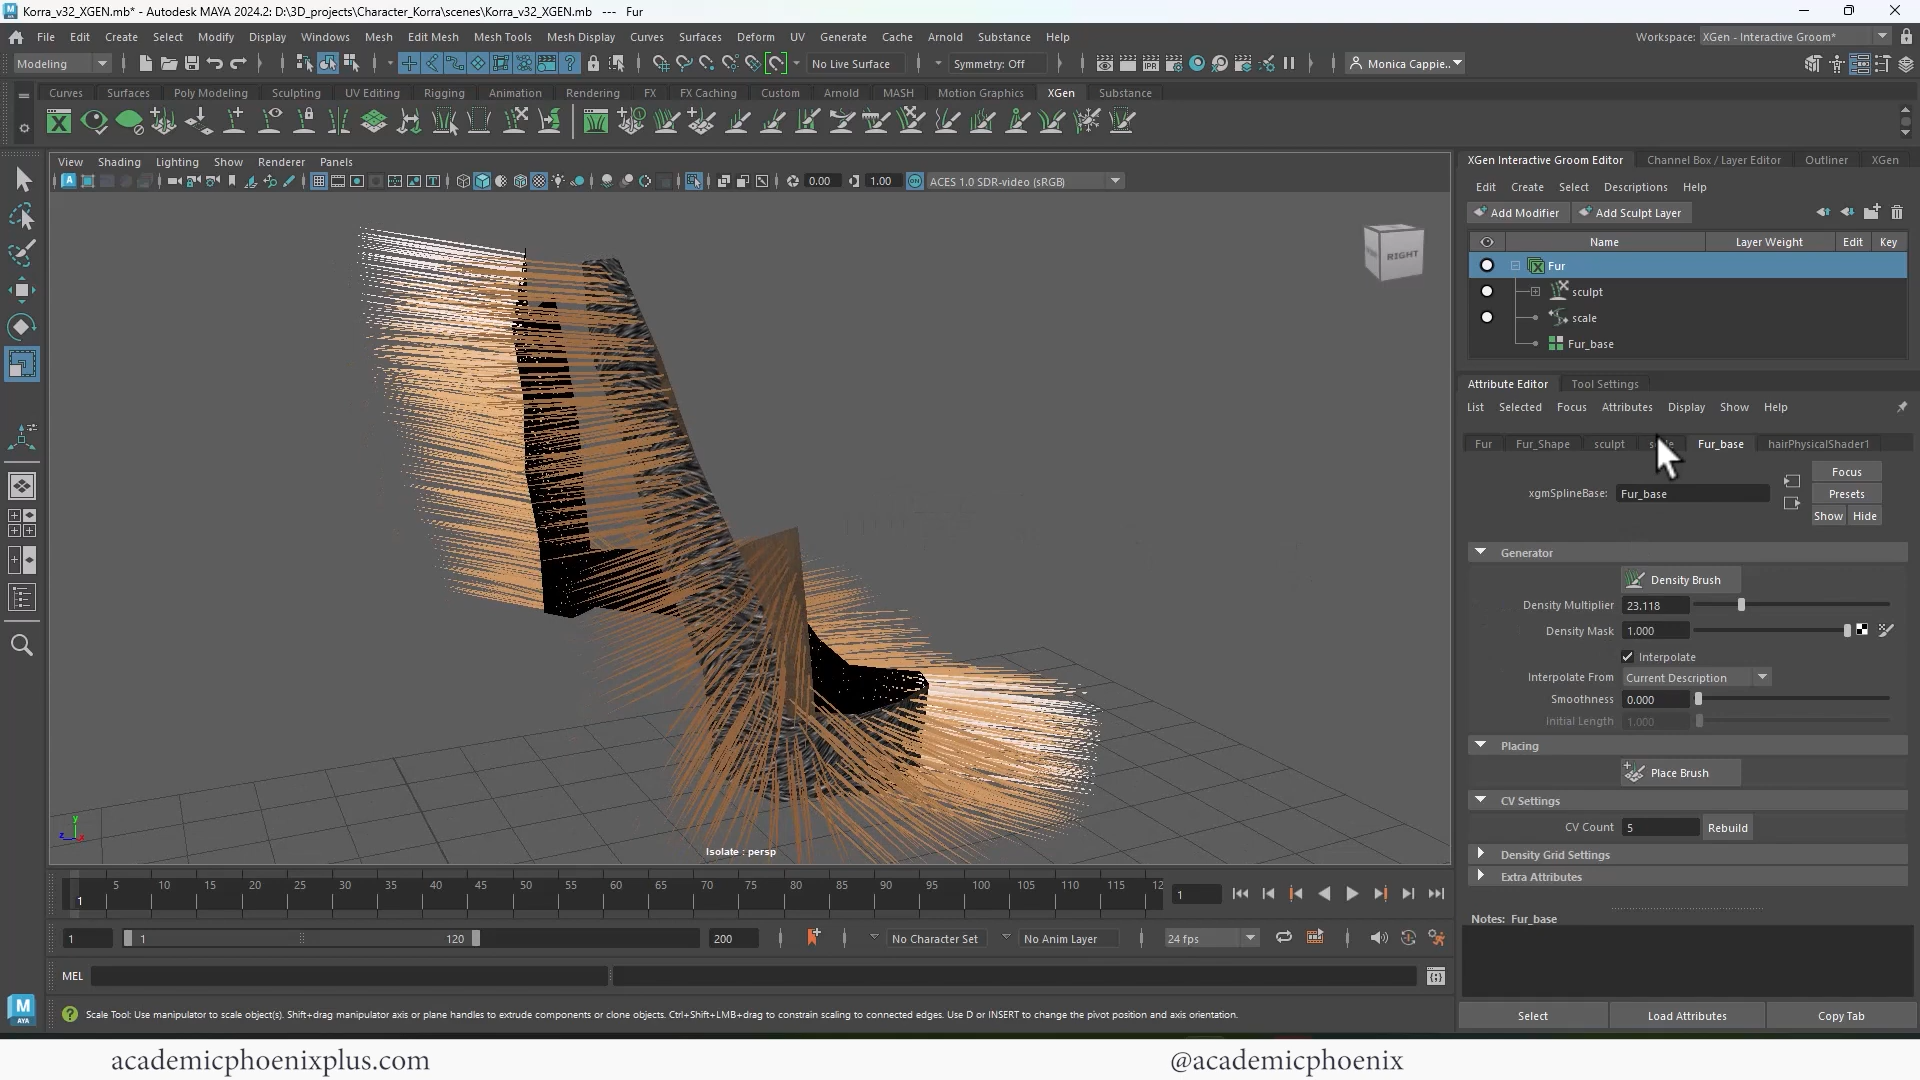 Korra_v32_XGEN.mb* - Autodesk MAYA 2024.2: D:\3D_projects\Character_Korra\scenes\Korra_v32_XGEN.mb --- Fur
File Edit Create Select Modify Display Windows Mesh Edit Mesh Mesh Tools Mesh Display Curves Surfaces Deform UV Generate Cache Arnold Substance Help
Workspace: XGen - Interactive Groom*
Modeling No Live Surface Symmetry: Off Monica Cappie..
Curves Surfaces Poly Modeling Sculpting UV Editing Rigging Animation Rendering FX FX Caching Custom Arnold MASH Motion Graphics XGen Substance
View Shading Lighting Show Renderer Panels
0.00 1.00 ACES 1.0 SDR-video (sRGB)
RIGHT
Isolate : persp
XGen Interactive Groom Editor Channel Box / Layer Editor Outliner XGen
Edit Create Select Descriptions Help
Add Modifier Add Sculpt Layer
Name Layer Weight Edit Key
Fur
sculpt
scale
Fur_base
Attribute Editor Tool Settings
List Selected Focus Attributes Display Show Help
Fur Fur_Shape sculpt Fur_base hairPhysicalShader1
Focus
xgmSplineBase: Fur_base Presets
Show Hide
Generator
Density Brush
Density Multiplier 23.118
Density Mask 1.000
Interpolate
Interpolate From Current Description
Smoothness 0.000
Initial Length 1.000
Placing
Place Brush
CV Settings
CV Count 5 Rebuild
Density Grid Settings
Extra Attributes
Notes: Fur_base
Select Load Attributes Copy Tab
5 10 15 20 25 30 35 40 45 50 55 60 65 70 75 80 85 90 95 100 105 110 115 12
1 1
1 1 120 200 No Character Set No Anim Layer 24 fps
MEL
M
AYA
Scale Tool: Use manipulator to scale object(s). Shift+drag manipulator axis or plane handles to extrude components or clone objects. Ctrl+Shift+LMB+drag to constrain scaling to connected edges. Use D or INSERT to change the pivot position and axis orientation.
academicphoenixplus.com @academicphoenix